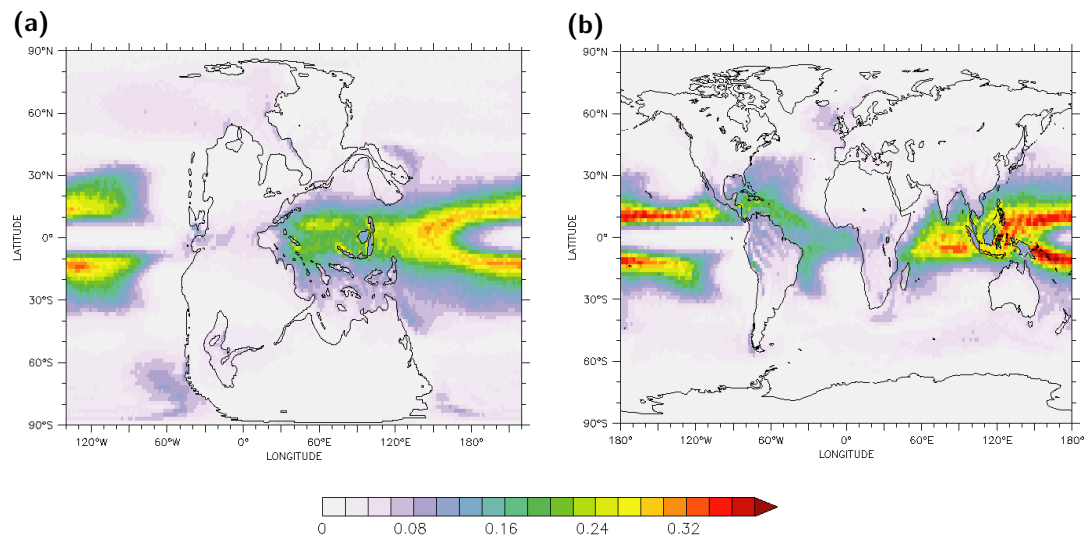 (a)
(b)
90°N
60°N
30°N
0°
30°S
60°S
90°S
LATITUDE
120°W 60°W 0° 60°E 120°E 180°
LONGITUDE
90°N
60°N
30°N
0°
30°S
60°S
90°S
LATITUDE
180° 120°W 60°W 0° 60°E 120°E 180°
LONGITUDE
0 0.08 0.16 0.24 0.32